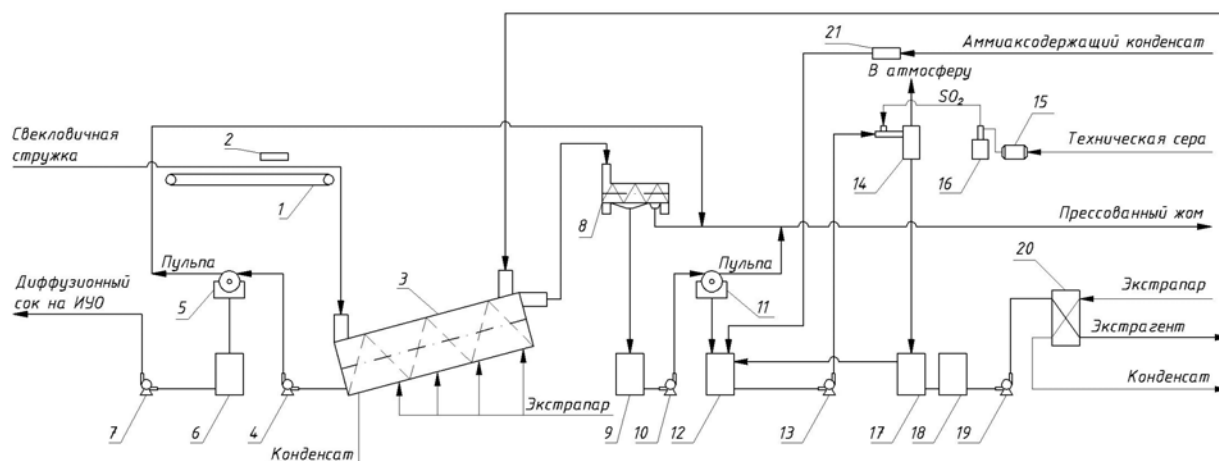 21
Аммиаксодержащий конденсат
В атмосферу
SO₂
15
Свекловичная
стружка
2
Техническая сера
14
16
1
8
Прессованный жом
Пульпа
Пульпа
20
Диффузионный
сок на ИУО
3
Экстрапар
5
11
Экстрагент
Экстрапар
Конденсат
7
6
4
9
10
12
13
17
18
19
Конденсат